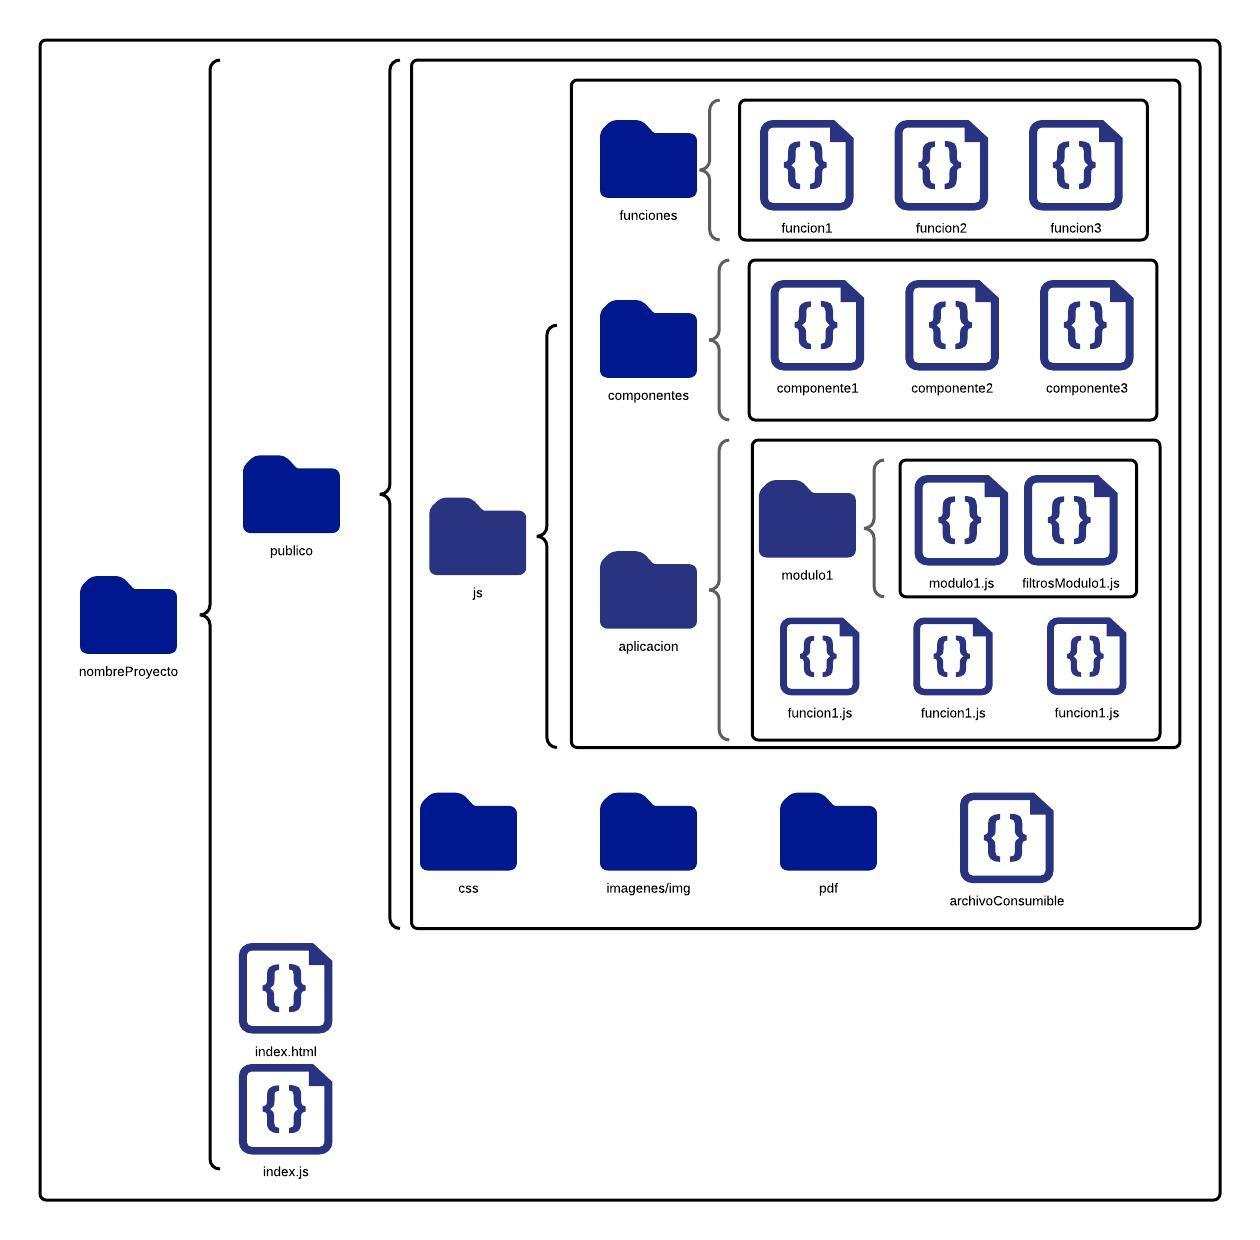 funciones
funcion1
funcion2
funcion3
componentes
componente1
componente2
componente3
publico
js
aplicacion
modulo1
modulo1.js
filtrosModulo1.js
funcion1.js
funcion1.js
funcion1.js
nombreProyecto
css
imagenes/img
pdf
archivoConsumible
index.html
index.js